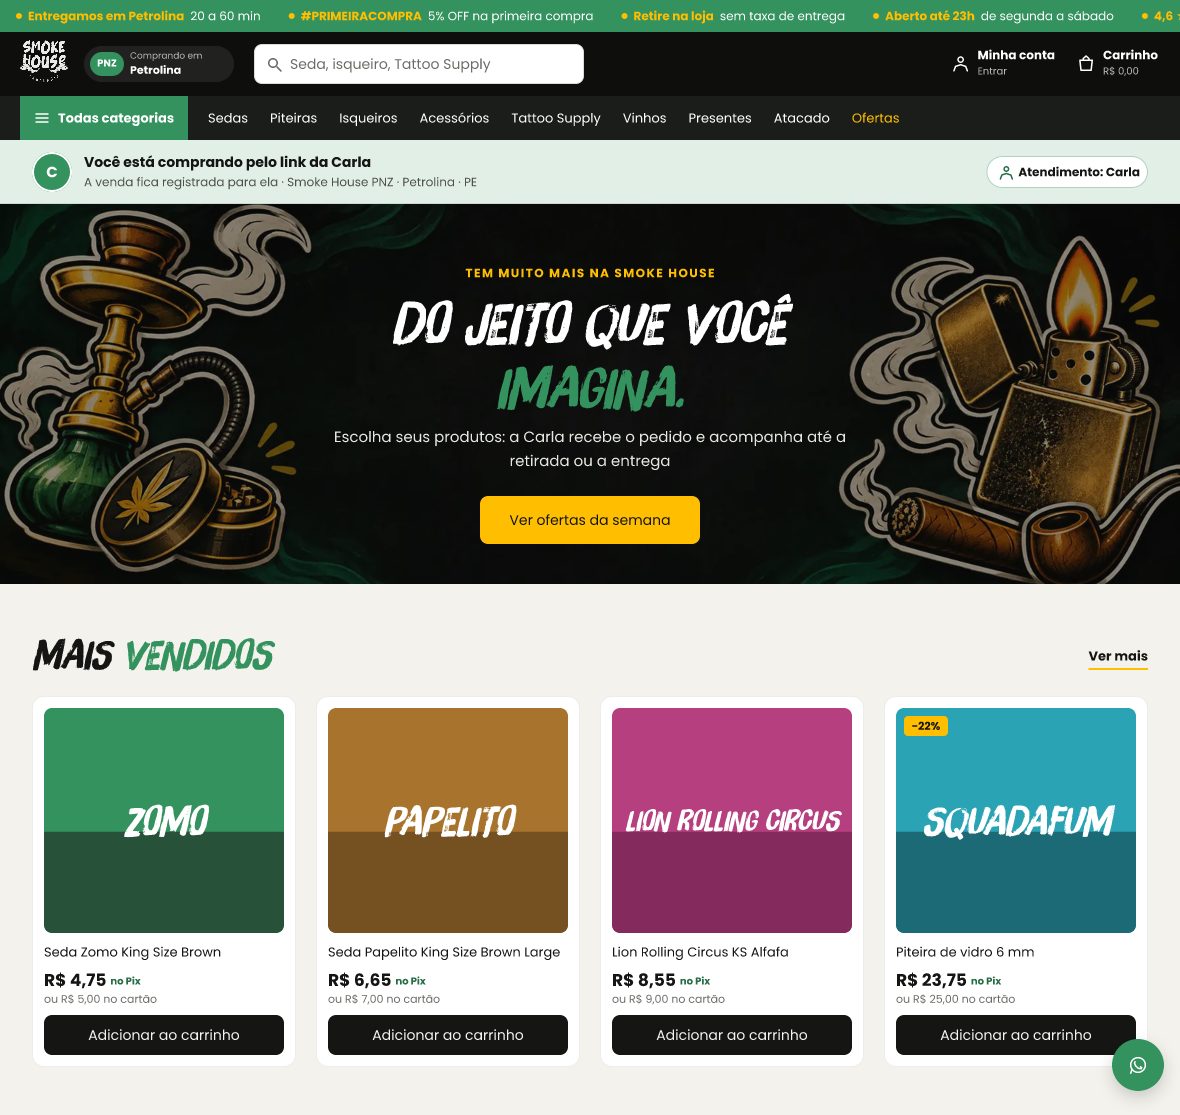 Entregamos em Petrolina 20 a 60 min
#PRIMEIRACOMPRA 5% OFF na primeira compra
Retire na loja sem taxa de entrega
Aberto até 23h de segunda a sábado
4,6
SMOKE
HOUSE
PNZ
Comprando em
Petrolina
Seda, isqueiro, Tattoo Supply
Minha conta
Entrar
Carrinho
R$ 0,00
Todas categorias
Sedas
Piteiras
Isqueiros
Acessórios
Tattoo Supply
Vinhos
Presentes
Atacado
Ofertas
C
Você está comprando pelo link da Carla
A venda fica registrada para ela · Smoke House PNZ · Petrolina · PE
Atendimento: Carla
TEM MUITO MAIS NA SMOKE HOUSE
DO JEITO QUE VOCÊ
IMAGINA.
Escolha seus produtos: a Carla recebe o pedido e acompanha até a
retirada ou a entrega
Ver ofertas da semana
MAIS VENDIDOS
Ver mais
ZOMO
Seda Zomo King Size Brown
R$ 4,75 no Pix
ou R$ 5,00 no cartão
Adicionar ao carrinho
PAPELITO
Seda Papelito King Size Brown Large
R$ 6,65 no Pix
ou R$ 7,00 no cartão
Adicionar ao carrinho
LION ROLLING CIRCUS
Lion Rolling Circus KS Alfafa
R$ 8,55 no Pix
ou R$ 9,00 no cartão
Adicionar ao carrinho
-22%
SQUADAFUM
Piteira de vidro 6 mm
R$ 23,75 no Pix
ou R$ 25,00 no cartão
Adicionar ao carrinho